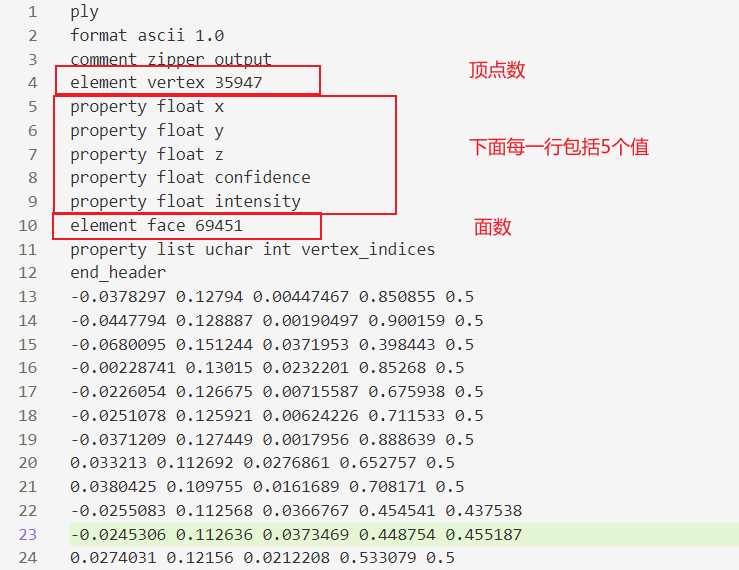 1 ply
2 format ascii 1.0
3 comment zipper output
4 element vertex 35947 顶点数
5 property float x
6 property float y
7 property float z 下面每一行包括5个值
8 property float confidence
9 property float intensity
10 element face 69451 面数
11 property list uchar int vertex_indices
12 end_header
13 -0.0378297 0.12794 0.00447467 0.850855 0.5
14 -0.0447794 0.128887 0.00190497 0.900159 0.5
15 -0.0680095 0.151244 0.0371953 0.398443 0.5
16 -0.00228741 0.13015 0.0232201 0.85268 0.5
17 -0.0226054 0.126675 0.00715587 0.675938 0.5
18 -0.0251078 0.125921 0.00624226 0.711533 0.5
19 -0.0371209 0.127449 0.0017956 0.888639 0.5
20 0.033213 0.112692 0.0276861 0.652757 0.5
21 0.0380425 0.109755 0.0161689 0.708171 0.5
22 -0.0255083 0.112568 0.0366767 0.454541 0.437538
23 -0.0245306 0.112636 0.0373469 0.448754 0.455187
24 0.0274031 0.12156 0.0212208 0.533079 0.5